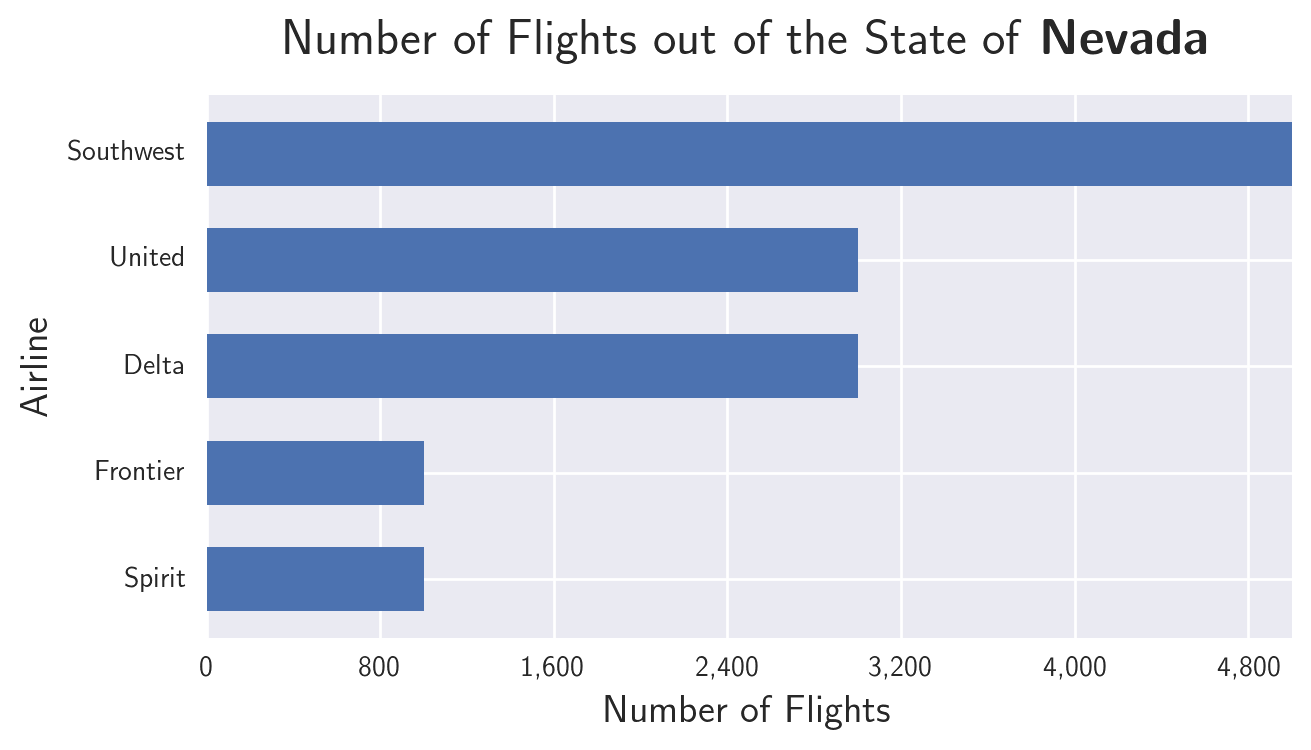 Number of Flights out of the State of Nevada
Southwest
United
Delta
Frontier
Spirit
Airline
0 800 1,600 2,400 3,200 4,000 4,800
Number of Flights